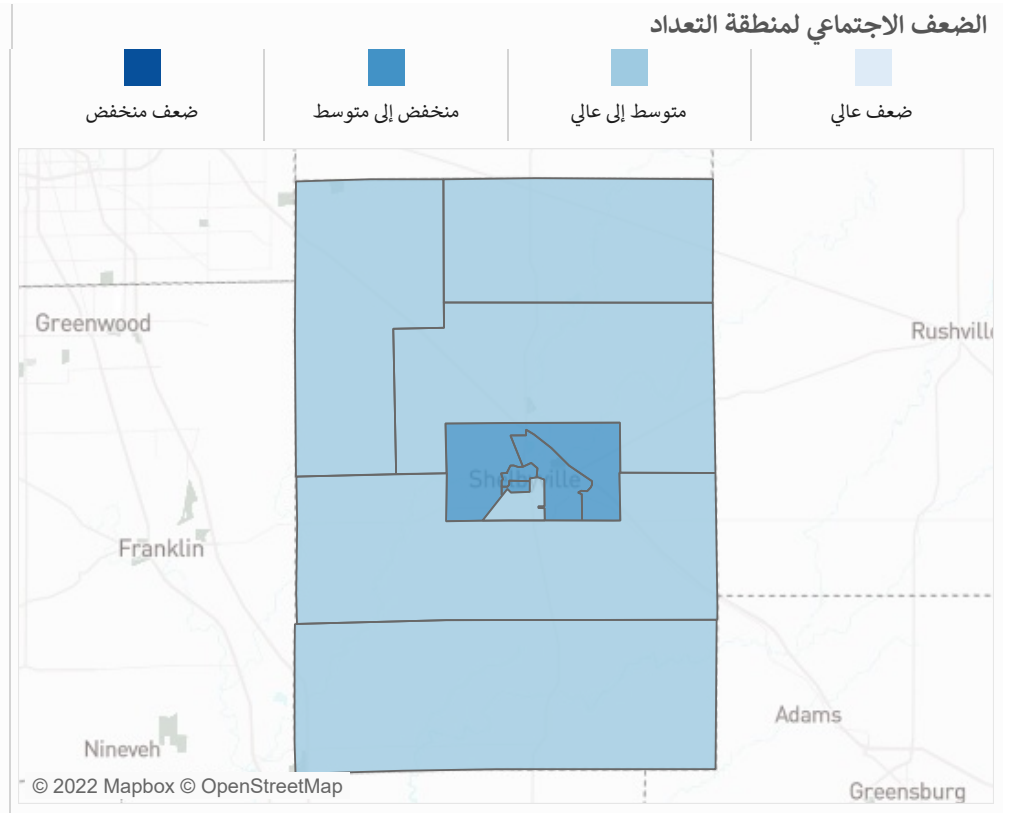 الضعف الاجتماعي لمنطقة التعداد
ضعف عالي
متوسط إلى عالي
منخفض إلى متوسط
ضعف منخفض
Greenwood
Rushville
Shelbyville
Franklin
Adams
Nineveh
© 2022 Mapbox © OpenStreetMap
Greensburg